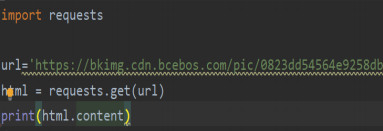 import requests
url='https://bkimg.cdn.bcebos.com/pic/0823dd54564e9258db
html = requests.get(url)
print(html.content)